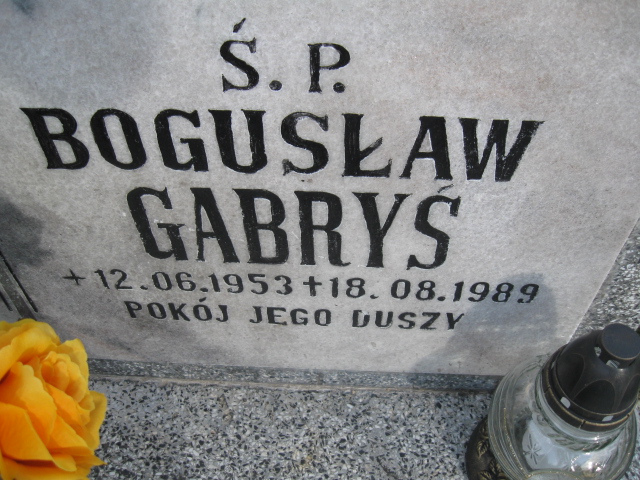 Ś. P.
BOGUSŁAW
GABRYŚ
+12.06.1953 +18.08.1989
POKÓJ JEGO DUSZY